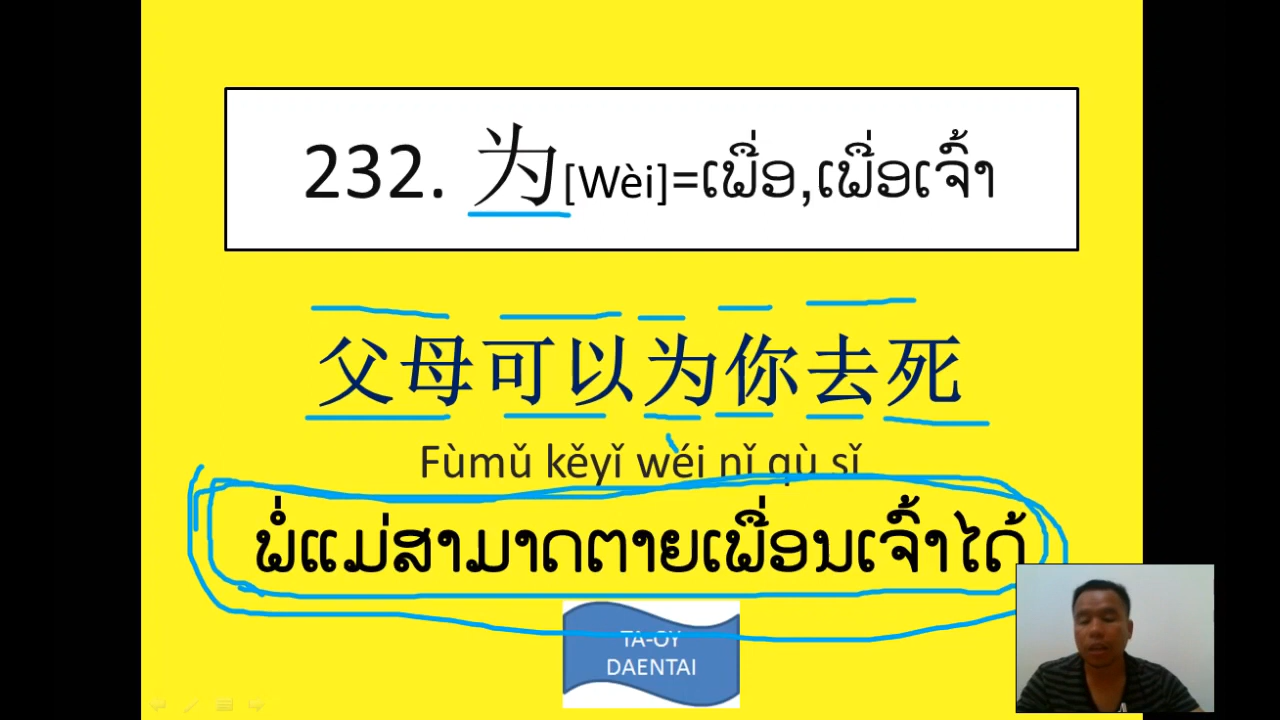 232. 为[Wèi]=ເພື່ອ,ເພື່ອເຈົ້າ
父母可以为你去死
Fùmǔ kěyǐ wéi nǐ qù sǐ
ພໍ່ແມ່ສາມາດຕາຍເພື່ອນເຈົ້າໄດ້
TA-OY
DAENTAI